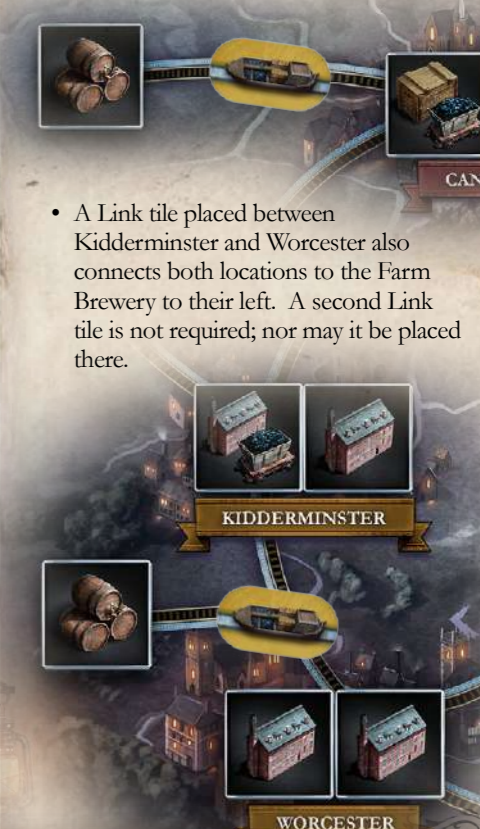 CAN
• A Link tile placed between
Kidderminster and Worcester also
connects both locations to the Farm
Brewery to their left. A second Link
tile is not required; nor may it be placed
there.
KIDDERMINSTER
WORCESTER